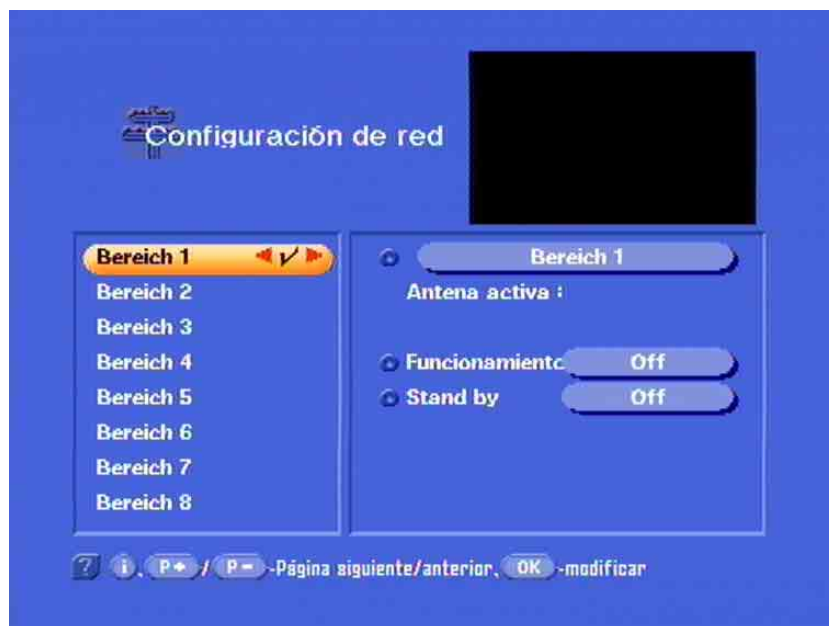 Configuración de red
Bereich 1
Bereich 2
Bereich 3
Bereich 4
Bereich 5
Bereich 6
Bereich 7
Bereich 8
Bereich 1
Antena activa :
Funcionamiento Off
Stand by Off
? i, P+ / P- -Página siguiente/anterior, OK -modificar